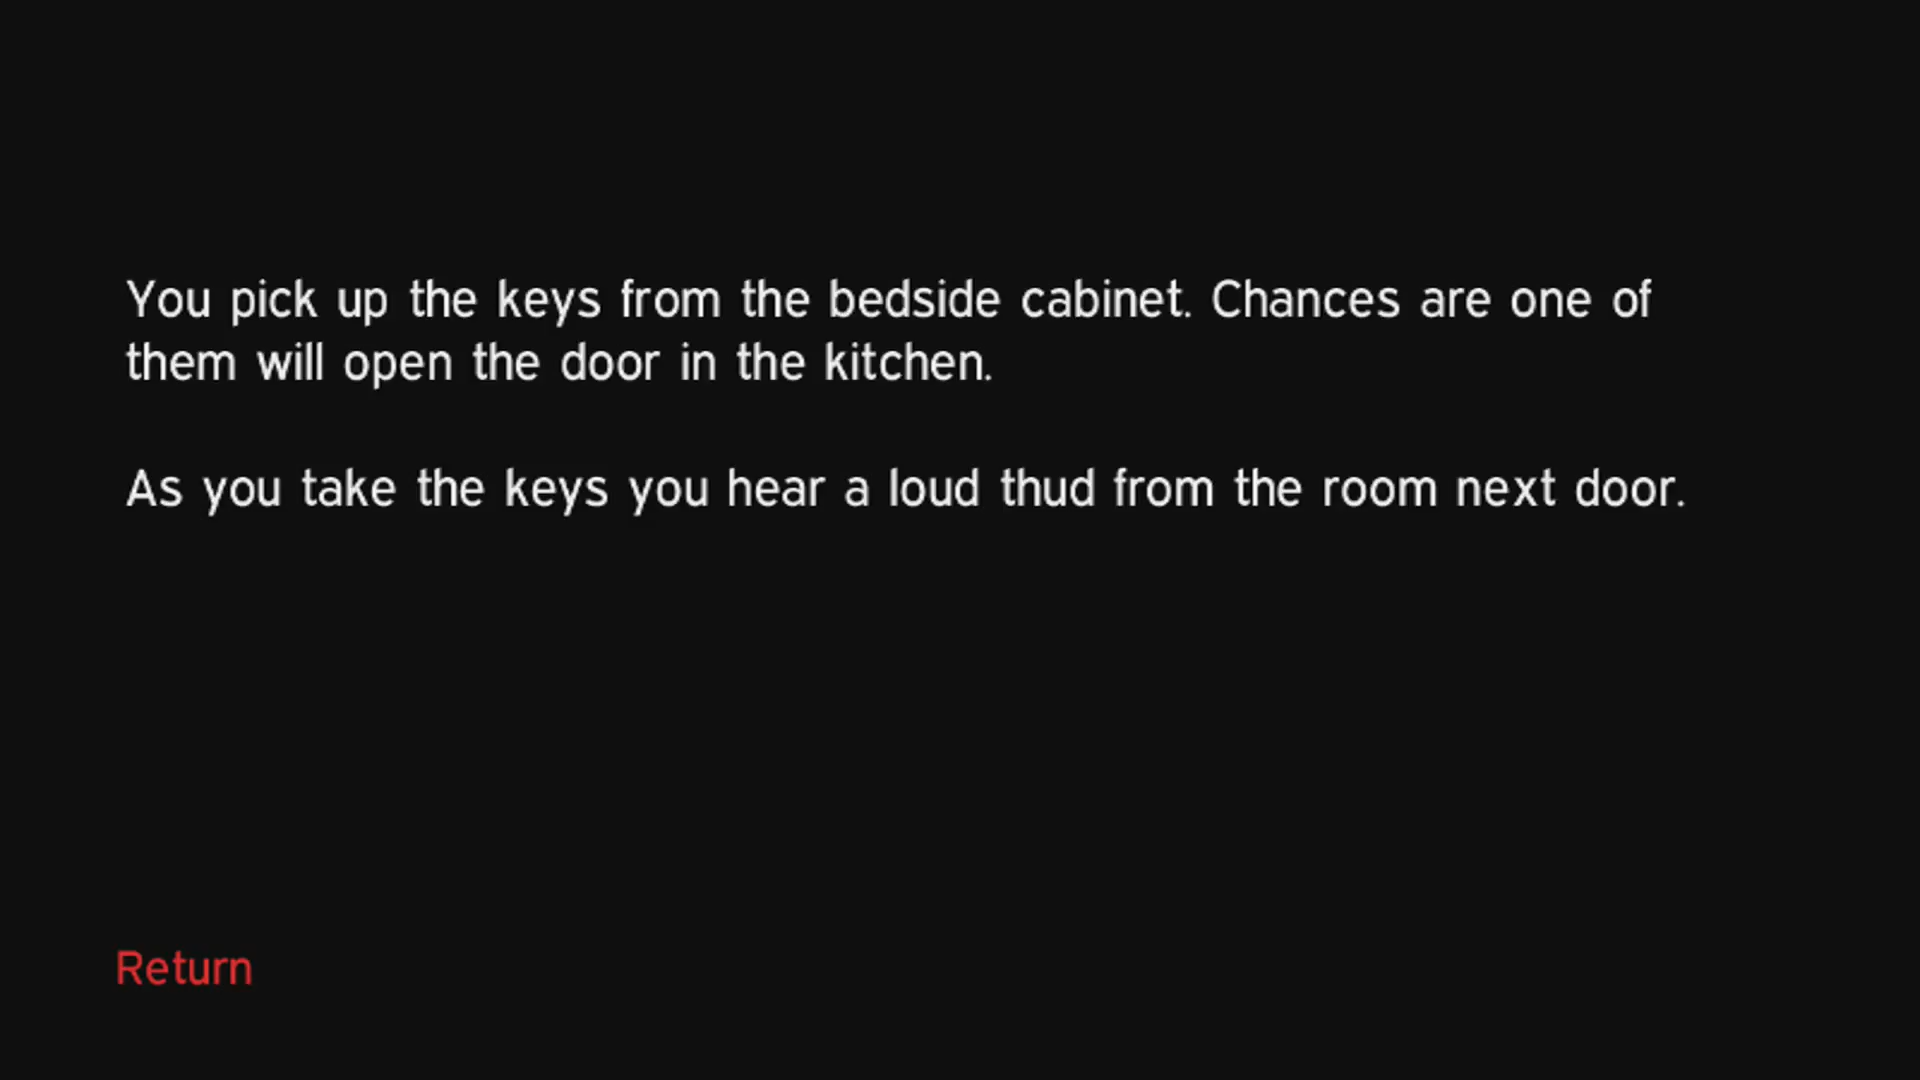 You pick up the keys from the bedside cabinet. Chances are one of
them will open the door in the kitchen.
As you take the keys you hear a loud thud from the room next door.
Return